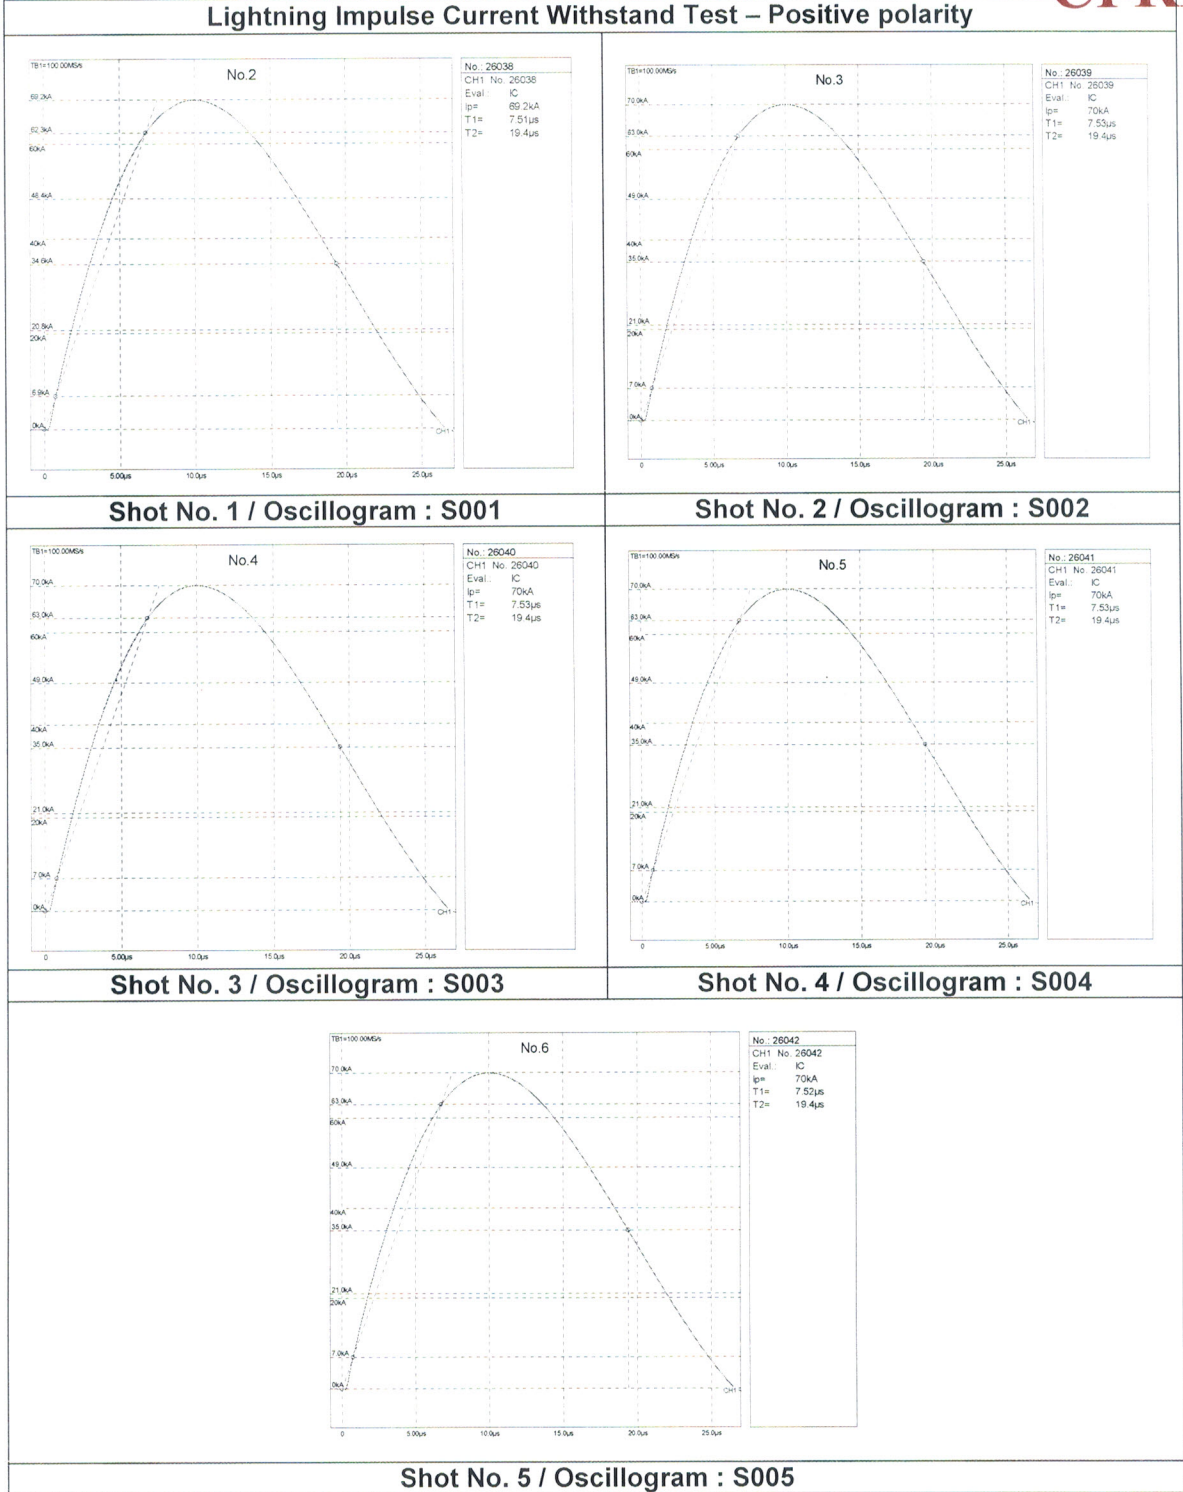 Lightning Impulse Current Withstand Test – Positive polarity
TB1=100.00MS/s
No.2
69.2kA
62.3kA
60kA
48.4kA
40kA
34.6kA
20.8kA
20kA
6.9kA
0kA
CH1
0 5.00µs 10.0µs 15.0µs 20.0µs 25.0µs
No.: 26038
CH1 No. 26038
Eval.: IC
Ip= 69.2kA
T1= 7.51µs
T2= 19.4µs
TB1=100.00MS/s
No.3
70.0kA
63.0kA
60kA
49.0kA
40kA
35.0kA
21.0kA
20kA
7.0kA
0kA
CH1
0 5.00µs 10.0µs 15.0µs 20.0µs 25.0µs
No.: 26039
CH1 No. 26039
Eval.: IC
Ip= 70kA
T1= 7.53µs
T2= 19.4µs
Shot No. 1 / Oscillogram : S001
Shot No. 2 / Oscillogram : S002
TB1=100.00MS/s
No.4
70.0kA
63.0kA
60kA
49.0kA
40kA
35.0kA
21.0kA
20kA
7.0kA
0kA
CH1
0 5.00µs 10.0µs 15.0µs 20.0µs 25.0µs
No.: 26040
CH1 No. 26040
Eval.: IC
Ip= 70kA
T1= 7.53µs
T2= 19.4µs
TB1=100.00MS/s
No.5
70.0kA
63.0kA
60kA
49.0kA
40kA
35.0kA
21.0kA
20kA
7.0kA
0kA
CH1
0 5.00µs 10.0µs 15.0µs 20.0µs 25.0µs
No.: 26041
CH1 No. 26041
Eval.: IC
Ip= 70kA
T1= 7.53µs
T2= 19.4µs
Shot No. 3 / Oscillogram : S003
Shot No. 4 / Oscillogram : S004
TB1=100.00MS/s
No.6
70.0kA
63.0kA
60kA
49.0kA
40kA
35.0kA
21.0kA
20kA
7.0kA
0kA
CH1
0 5.00µs 10.0µs 15.0µs 20.0µs 25.0µs
No.: 26042
CH1 No. 26042
Eval.: IC
Ip= 70kA
T1= 7.52µs
T2= 19.4µs
Shot No. 5 / Oscillogram : S005